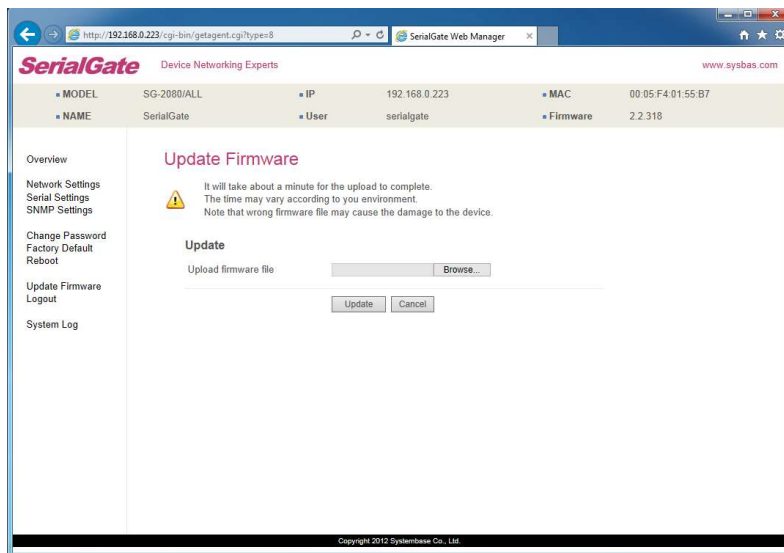 http://192.168.0.223/cgi-bin/getagent.cgi?type=8
SerialGate Web Manager
SerialGate
Device Networking Experts
www.sysbas.com
MODEL SG-2080/ALL IP 192.168.0.223 MAC 00:05:F4:01:55:B7
NAME SerialGate User serialgate Firmware 2.2.318
Overview
Network Settings
Serial Settings
SNMP Settings
Change Password
Factory Default
Reboot
Update Firmware
Logout
System Log
Update Firmware
It will take about a minute for the upload to complete.
The time may vary according to you environment.
Note that wrong firmware file may cause the damage to the device.
Update
Upload firmware file Browse...
Update Cancel
Copyright 2012 Systembase Co., Ltd.